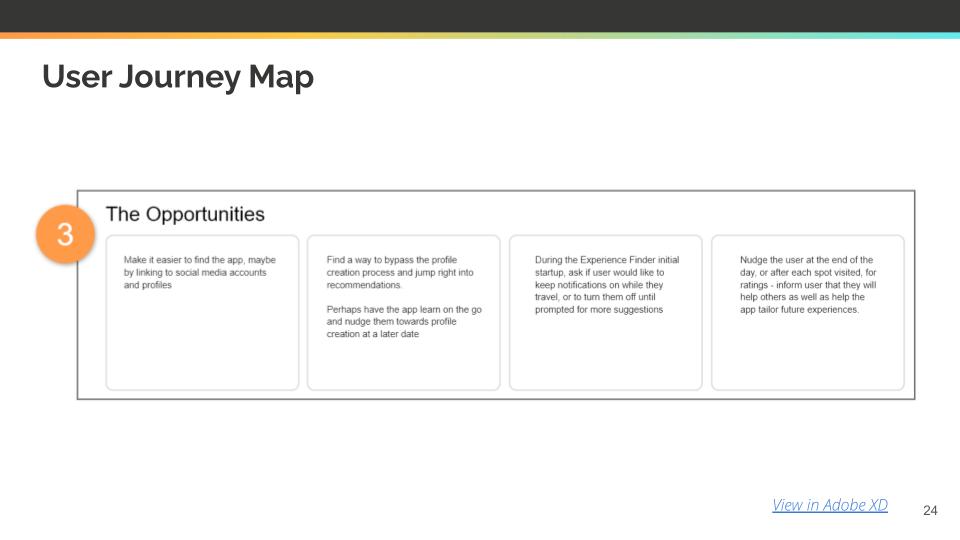 User Journey Map
3
The Opportunities
Make it easier to find the app, maybe
by linking to social media accounts
and profiles
Find a way to bypass the profile
creation process and jump right into
recommendations.
Perhaps have the app learn on the go
and nudge them towards profile
creation at a later date
During the Experience Finder initial
startup, ask if user would like to
keep notifications on while they
travel, or to turn them off until
prompted for more suggestions
Nudge the user at the end of the
day, or after each spot visited, for
ratings - inform user that they will
help others as well as help the
app tailor future experiences.
View in Adobe XD
24